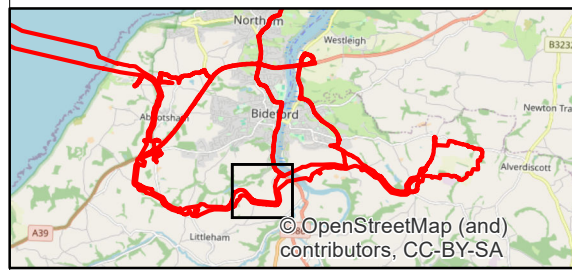 Northam
Westleigh
B3232
Abbotsham
Bideford
Newton Tra
Alverdiscott
A39
Littleham
© OpenStreetMap (and)
contributors, CC-BY-SA